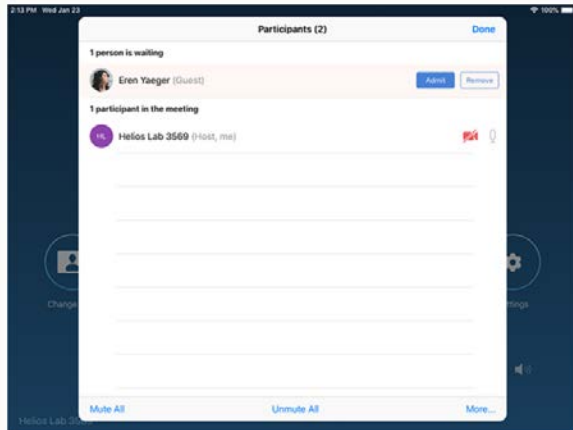 2:13 PM Wed Jan 23
100%
Participants (2)
Done
1 person is waiting
Eren Yaeger (Guest)
Admit
Remove
1 participant in the meeting
HL
Helios Lab 3569 (Host, me)
Change
ttings
Mute All
Unmute All
More...
Helios Lab 3569